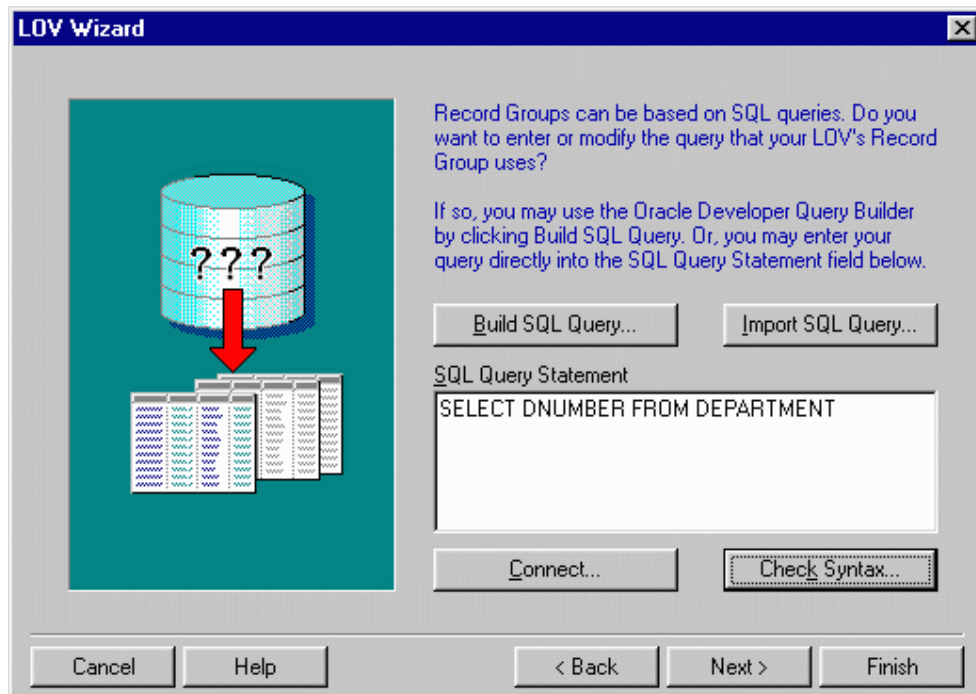 LOV Wizard
Record Groups can be based on SQL queries. Do you
want to enter or modify the query that your LOV's Record
Group uses?
If so, you may use the Oracle Developer Query Builder
by clicking Build SQL Query. Or, you may enter your
query directly into the SQL Query Statement field below.
???
Build SQL Query...
Import SQL Query...
SQL Query Statement
SELECT DNUMBER FROM DEPARTMENT
Connect...
Check Syntax...
Cancel
Help
< Back
Next >
Finish